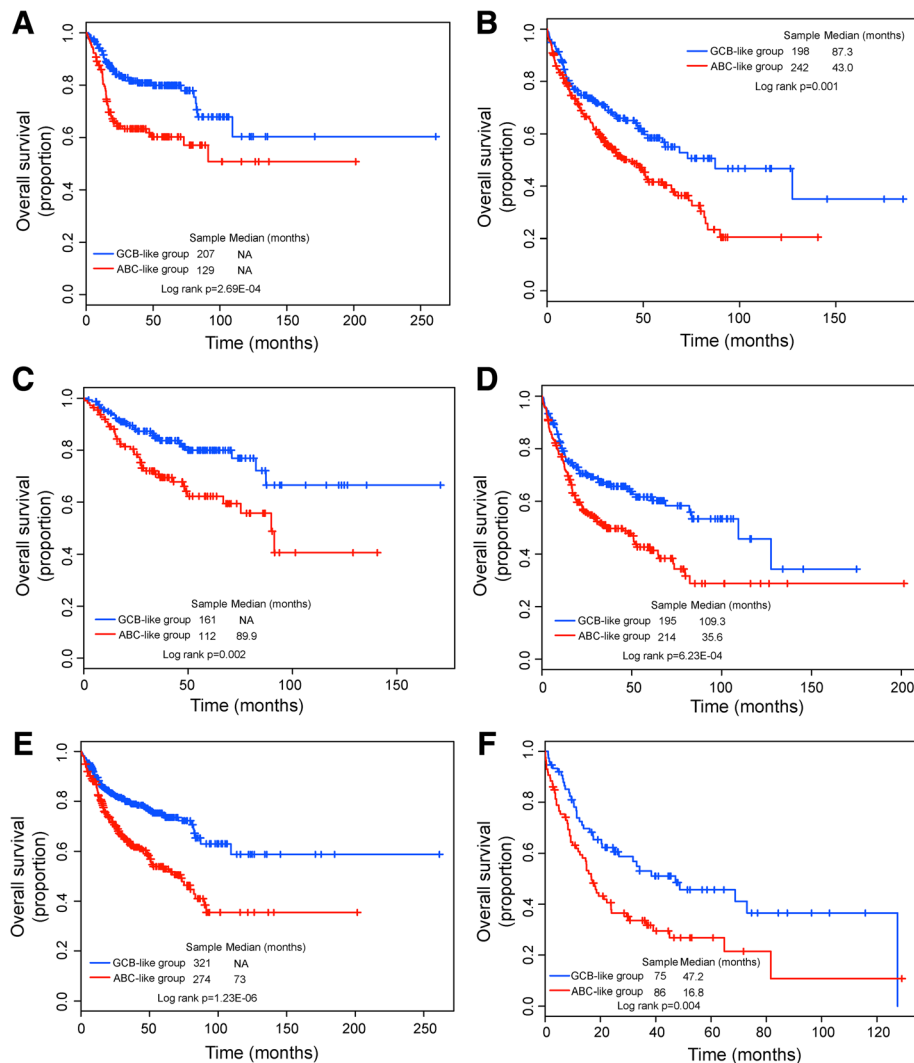 A
Overall survival
(proportion)
1.0
0.8
0.6
0.4
0.2
0.0
Sample Median (months)
GCB-like group 207 NA
ABC-like group 129 NA
Log rank p=2.69E-04
0 50 100 150 200 250
Time (months)
B
Overall survival
(proportion)
1.0
0.8
0.6
0.4
0.2
0.0
Sample Median (months)
GCB-like group 198 87.3
ABC-like group 242 43.0
Log rank p=0.001
0 50 100 150
Time (months)
C
Overall survival
(proportion)
1.0
0.8
0.6
0.4
0.2
0.0
Sample Median (months)
GCB-like group 161 NA
ABC-like group 112 89.9
Log rank p=0.002
0 50 100 150
Time (months)
D
Overall survival
(proportion)
1.0
0.8
0.6
0.4
0.2
0.0
Sample Median (months)
GCB-like group 195 109.3
ABC-like group 214 35.6
Log rank p=6.23E-04
0 50 100 150 200
Time (months)
E
Overall survival
(proportion)
1.0
0.8
0.6
0.4
0.2
0.0
Sample Median (months)
GCB-like group 321 NA
ABC-like group 274 73
Log rank p=1.23E-06
0 50 100 150 200 250
Time (months)
F
Overall survival
(proportion)
1.0
0.8
0.6
0.4
0.2
0.0
Sample Median (months)
GCB-like group 75 47.2
ABC-like group 86 16.8
Log rank p=0.004
0 20 40 60 80 100 120
Time (months)